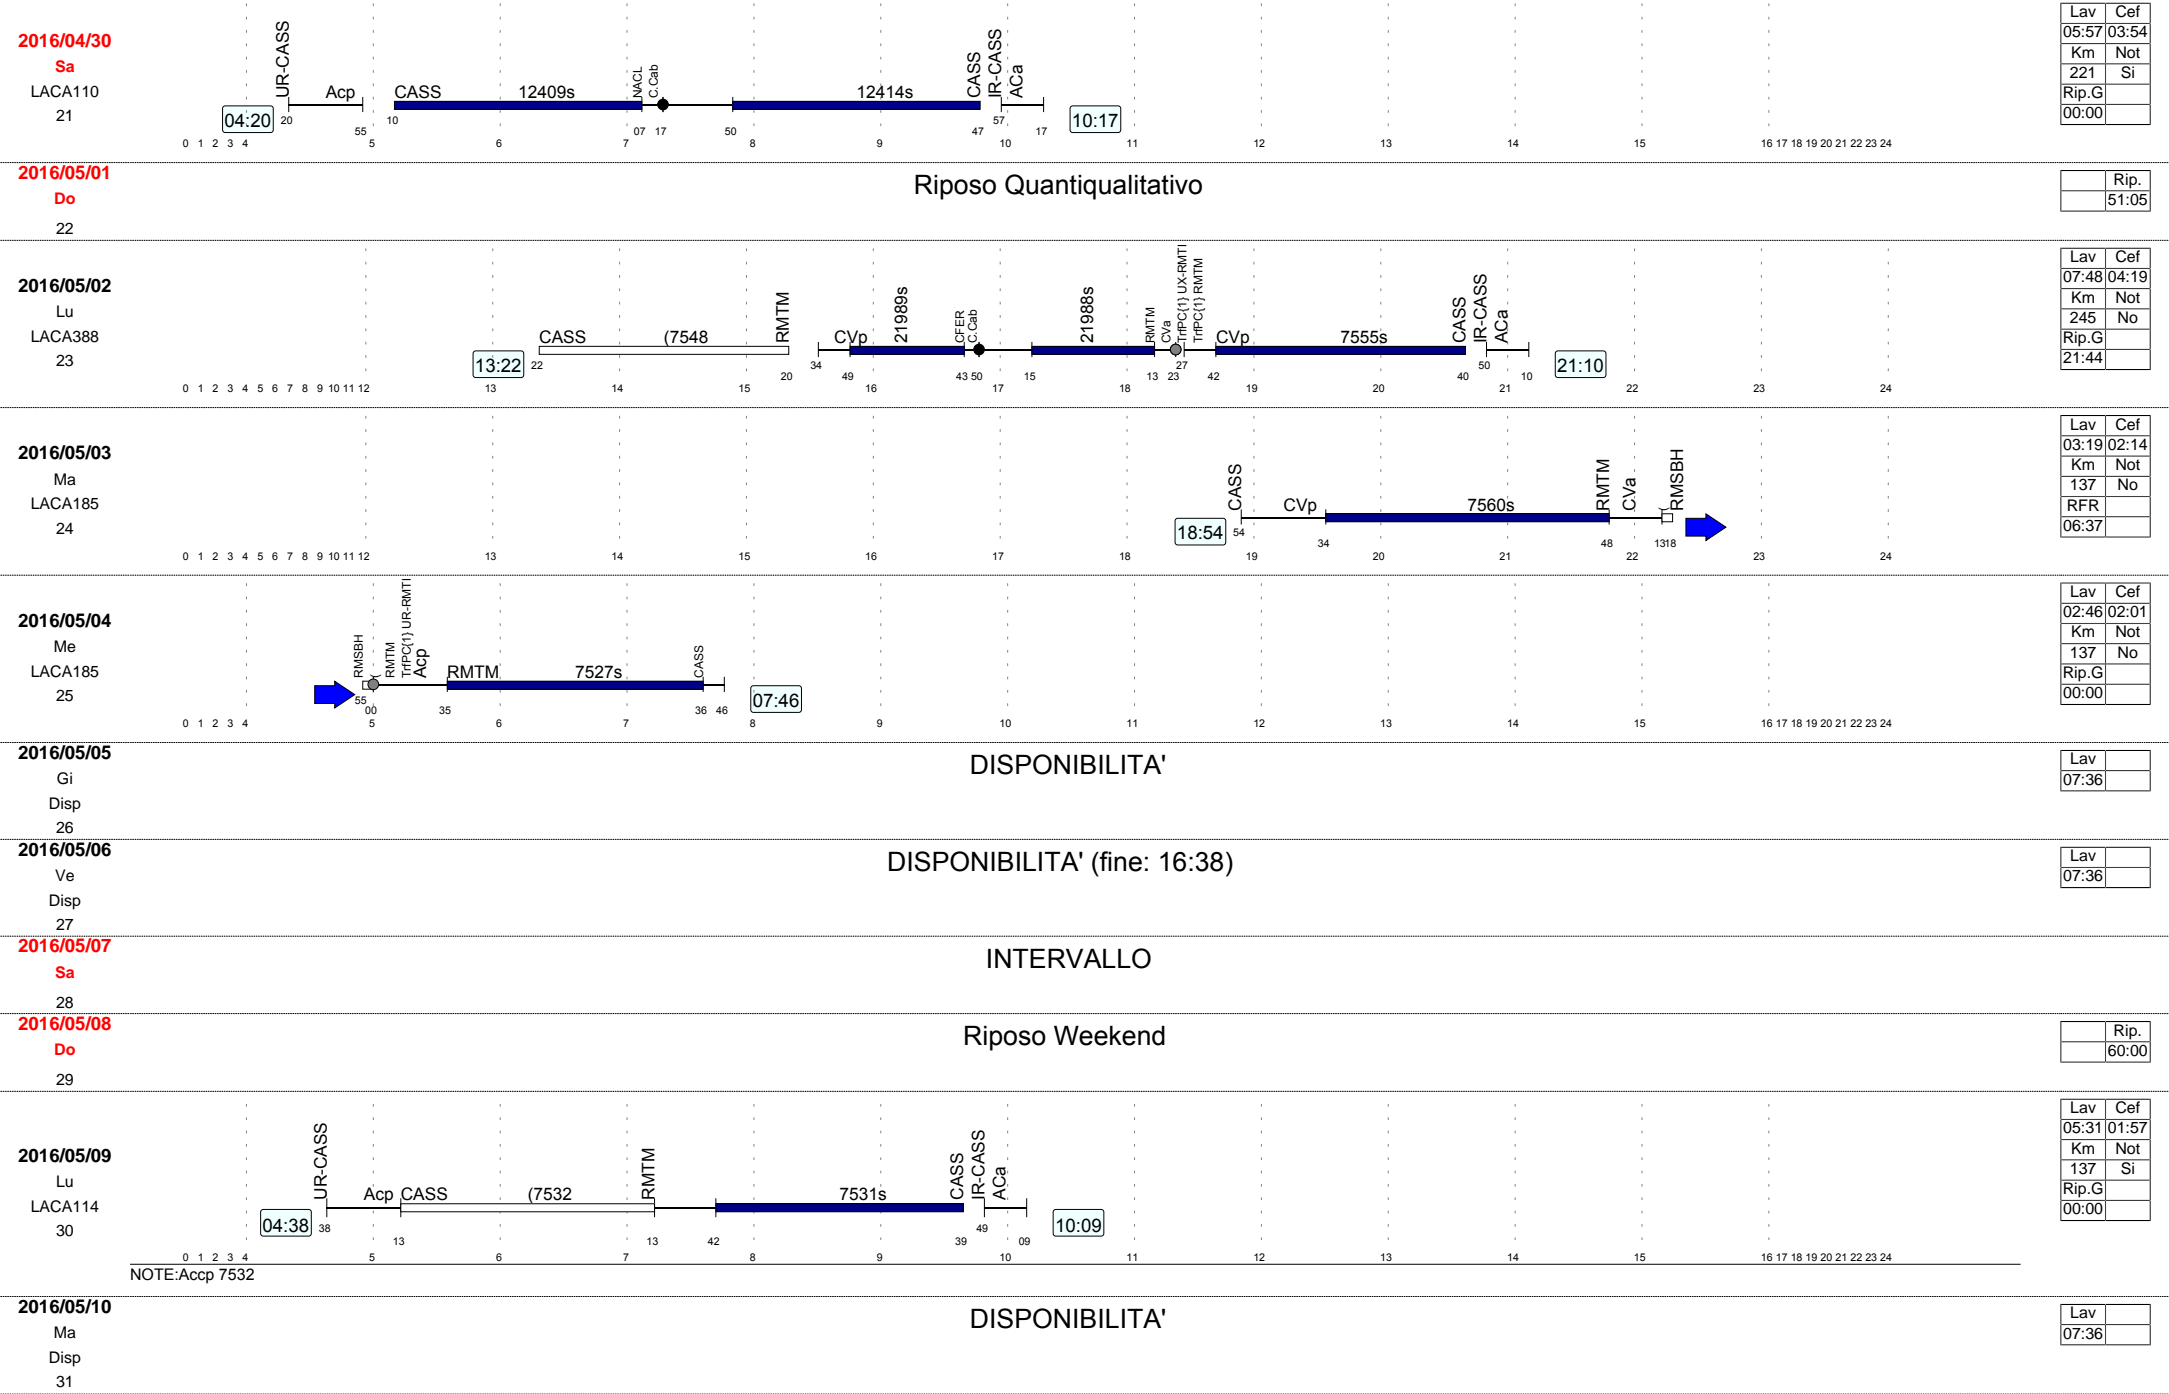 2016/04/30
Sa
LACA110
21
04:20
UR-CASS
Acp
CASS
12409s
NACL
C.Cab
12414s
CASS
IR-CASS
ACa
10:17
20 55 10 07 17 50 47 57 17
0 1 2 3 4 5 6 7 8 9 10 11 12 13 14 15 16 17 18 19 20 21 22 23 24
Lav Cef
05:57 03:54
Km Not
221 Si
Rip.G
00:00
2016/05/01
Do
22
Riposo Quantiqualitativo
Rip.
51:05
2016/05/02
Lu
LACA388
23
13:22
CASS
(7548
RMTM
CVp
21989s
CFER
C.Cab
21988s
RMTM
CVa
TrfPC{1} UX-RMTI
TrfPC{1} RMTM
CVp
7555s
CASS
IR-CASS
ACa
21:10
22 20 34 49 43 50 15 13 23 27 42 40 50 10
0 1 2 3 4 5 6 7 8 9 10 11 12 13 14 15 16 17 18 19 20 21 22 23 24
Lav Cef
07:48 04:19
Km Not
245 No
Rip.G
21:44
2016/05/03
Ma
LACA185
24
18:54
CASS
CVp
7560s
RMTM
CVa
(
RMSBH
54 34 48 13 18
0 1 2 3 4 5 6 7 8 9 10 11 12 13 14 15 16 17 18 19 20 21 22 23 24
Lav Cef
03:19 02:14
Km Not
137 No
RFR
06:37
2016/05/04
Me
LACA185
25
RMSBH
(
RMTM
TrfPC{1} UR-RMTI
Acp
RMTM
7527s
CASS
07:46
55 00 35 36 46
0 1 2 3 4 5 6 7 8 9 10 11 12 13 14 15 16 17 18 19 20 21 22 23 24
Lav Cef
02:46 02:01
Km Not
137 No
Rip.G
00:00
2016/05/05
Gi
Disp
26
DISPONIBILITA'
Lav
07:36
2016/05/06
Ve
Disp
27
DISPONIBILITA' (fine: 16:38)
Lav
07:36
2016/05/07
Sa
28
INTERVALLO
2016/05/08
Do
29
Riposo Weekend
Rip.
60:00
2016/05/09
Lu
LACA114
30
04:38
UR-CASS
Acp
CASS
(7532
RMTM
7531s
CASS
IR-CASS
ACa
10:09
38 13 13 42 39 49 09
0 1 2 3 4 5 6 7 8 9 10 11 12 13 14 15 16 17 18 19 20 21 22 23 24
NOTE:Accp 7532
Lav Cef
05:31 01:57
Km Not
137 Si
Rip.G
00:00
2016/05/10
Ma
Disp
31
DISPONIBILITA'
Lav
07:36